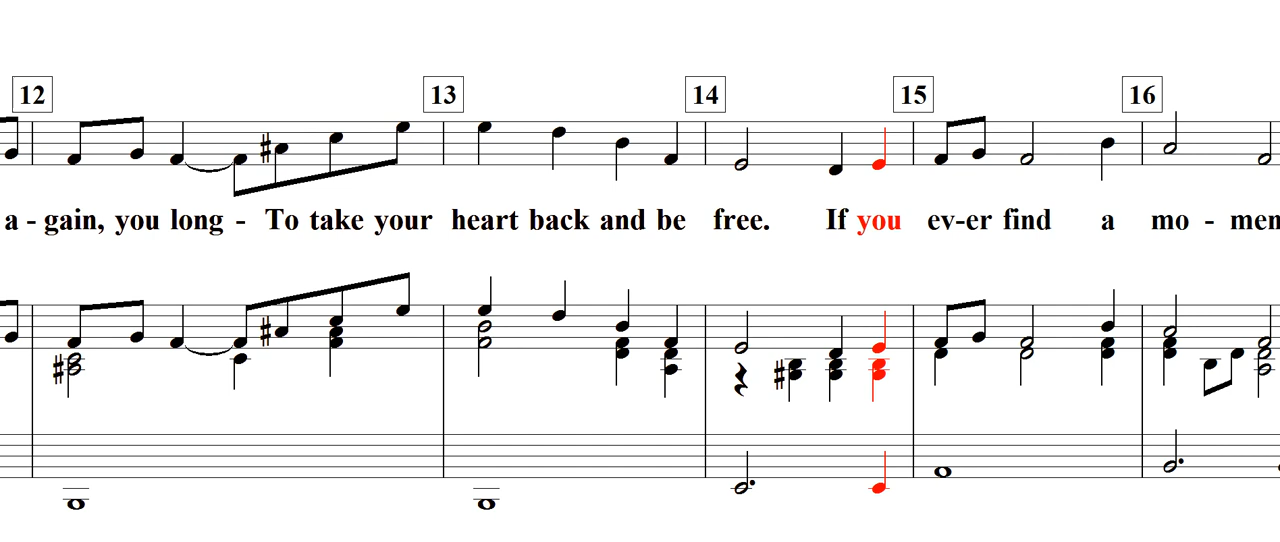 12 13 14 15 16
a - gain, you long - To take your heart back and be free. If you ev-er find a mo - men